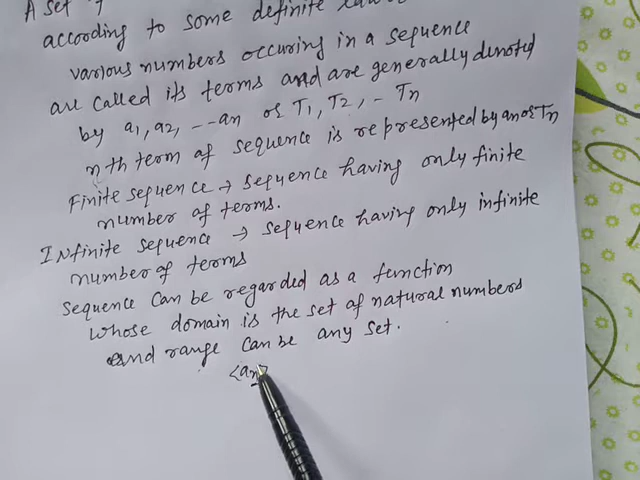 A set
according to some definite
various numbers occuring in a sequence
are called its terms and are generally denoted
by a1, a2, --an or T1, T2, - Tn
nth term of sequence is represented by an or Tn
Finite sequence → sequence having only finite
number of terms.
Infinite sequence → sequence having only infinite
number of terms
sequence can be regarded as a function
whose domain is the set of natural numbers
and range can be any set.
<an>